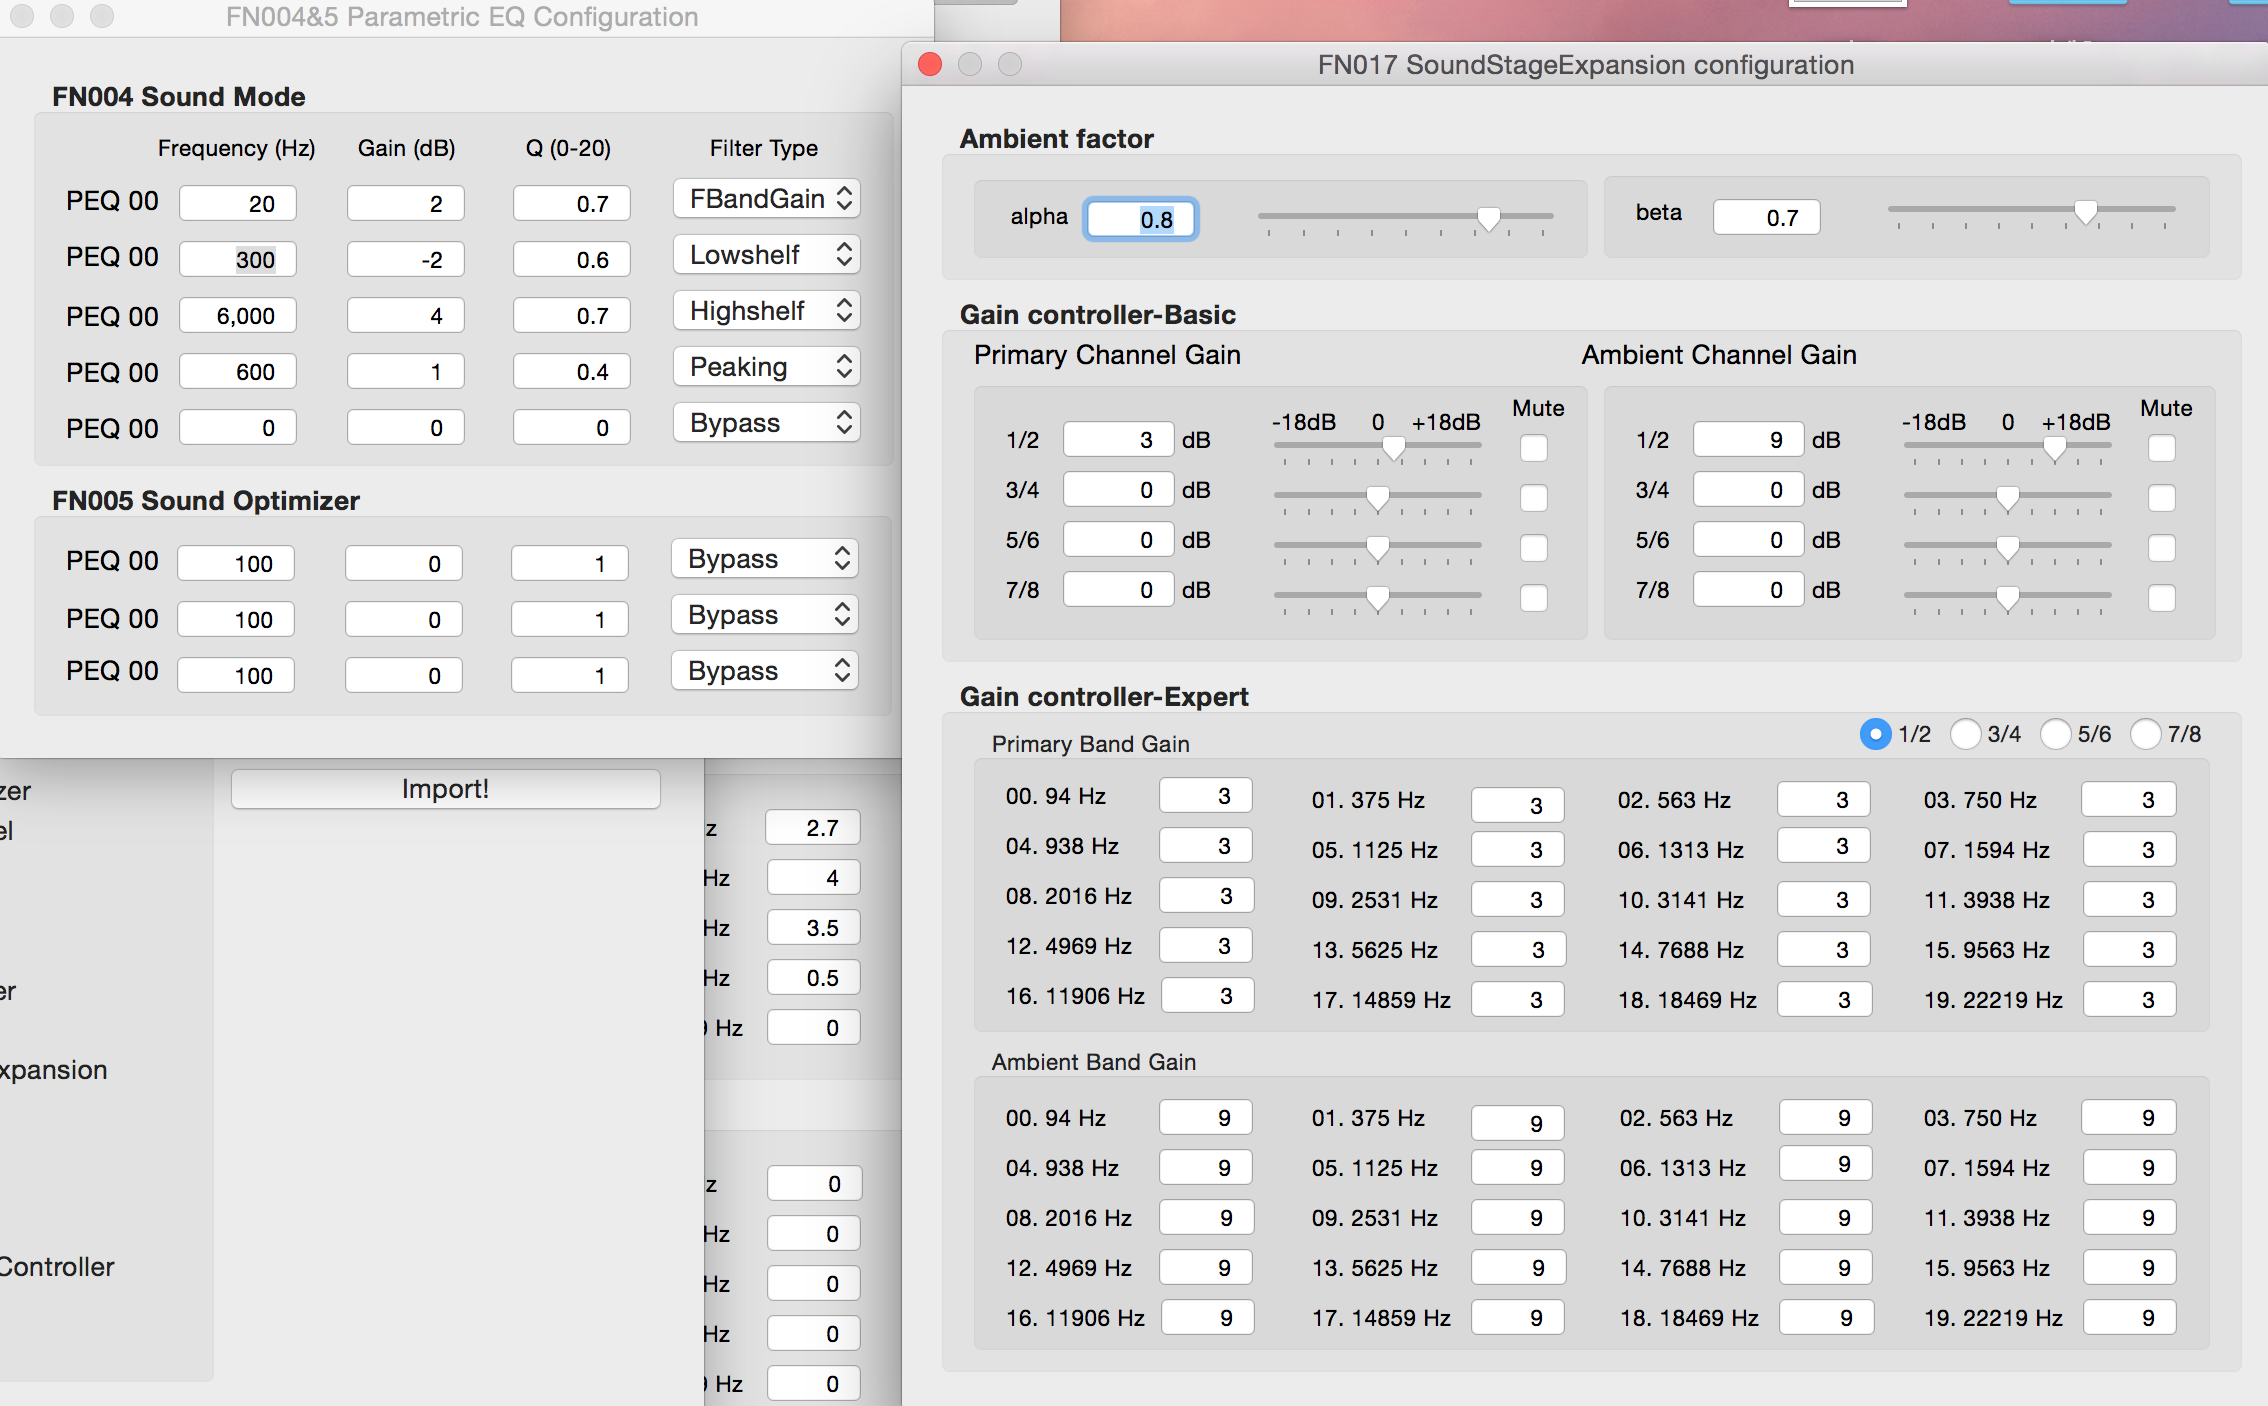 FN004&5 Parametric EQ Configuration
FN004 Sound Mode
Frequency (Hz) Gain (dB) Q (0-20) Filter Type
PEQ 00 20 2 0.7 FBandGain
PEQ 00 300 -2 0.6 Lowshelf
PEQ 00 6,000 4 0.7 Highshelf
PEQ 00 600 1 0.4 Peaking
PEQ 00 0 0 0 Bypass
FN005 Sound Optimizer
PEQ 00 100 0 1 Bypass
PEQ 00 100 0 1 Bypass
PEQ 00 100 0 1 Bypass
zer
el
er
xpansion
Controller
Import!
z 2.7
Hz 4
Hz 3.5
Hz 0.5
Hz 0
z 0
Hz 0
Hz 0
Hz 0
Hz 0
FN017 SoundStageExpansion configuration
Ambient factor
alpha 0.8 beta 0.7
Gain controller-Basic
Primary Channel Gain Ambient Channel Gain
-18dB 0 +18dB Mute -18dB 0 +18dB Mute
1/2 3 dB 1/2 9 dB
3/4 0 dB 3/4 0 dB
5/6 0 dB 5/6 0 dB
7/8 0 dB 7/8 0 dB
Gain controller-Expert
1/2 3/4 5/6 7/8
Primary Band Gain
00. 94 Hz 3 01. 375 Hz 3 02. 563 Hz 3 03. 750 Hz 3
04. 938 Hz 3 05. 1125 Hz 3 06. 1313 Hz 3 07. 1594 Hz 3
08. 2016 Hz 3 09. 2531 Hz 3 10. 3141 Hz 3 11. 3938 Hz 3
12. 4969 Hz 3 13. 5625 Hz 3 14. 7688 Hz 3 15. 9563 Hz 3
16. 11906 Hz 3 17. 14859 Hz 3 18. 18469 Hz 3 19. 22219 Hz 3
Ambient Band Gain
00. 94 Hz 9 01. 375 Hz 9 02. 563 Hz 9 03. 750 Hz 9
04. 938 Hz 9 05. 1125 Hz 9 06. 1313 Hz 9 07. 1594 Hz 9
08. 2016 Hz 9 09. 2531 Hz 9 10. 3141 Hz 9 11. 3938 Hz 9
12. 4969 Hz 9 13. 5625 Hz 9 14. 7688 Hz 9 15. 9563 Hz 9
16. 11906 Hz 9 17. 14859 Hz 9 18. 18469 Hz 9 19. 22219 Hz 9